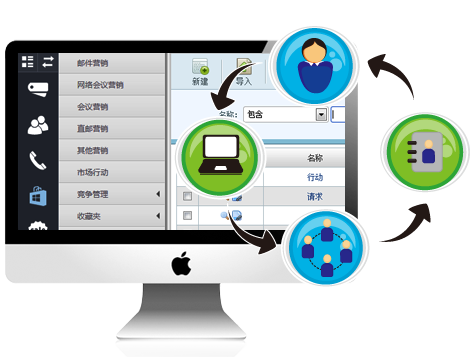 邮件营销
网络会议营销
会议营销
直邮营销
其他营销
市场行动
竞争管理
收藏夹
新建
导入
名称：
包含
名称
行动
请求